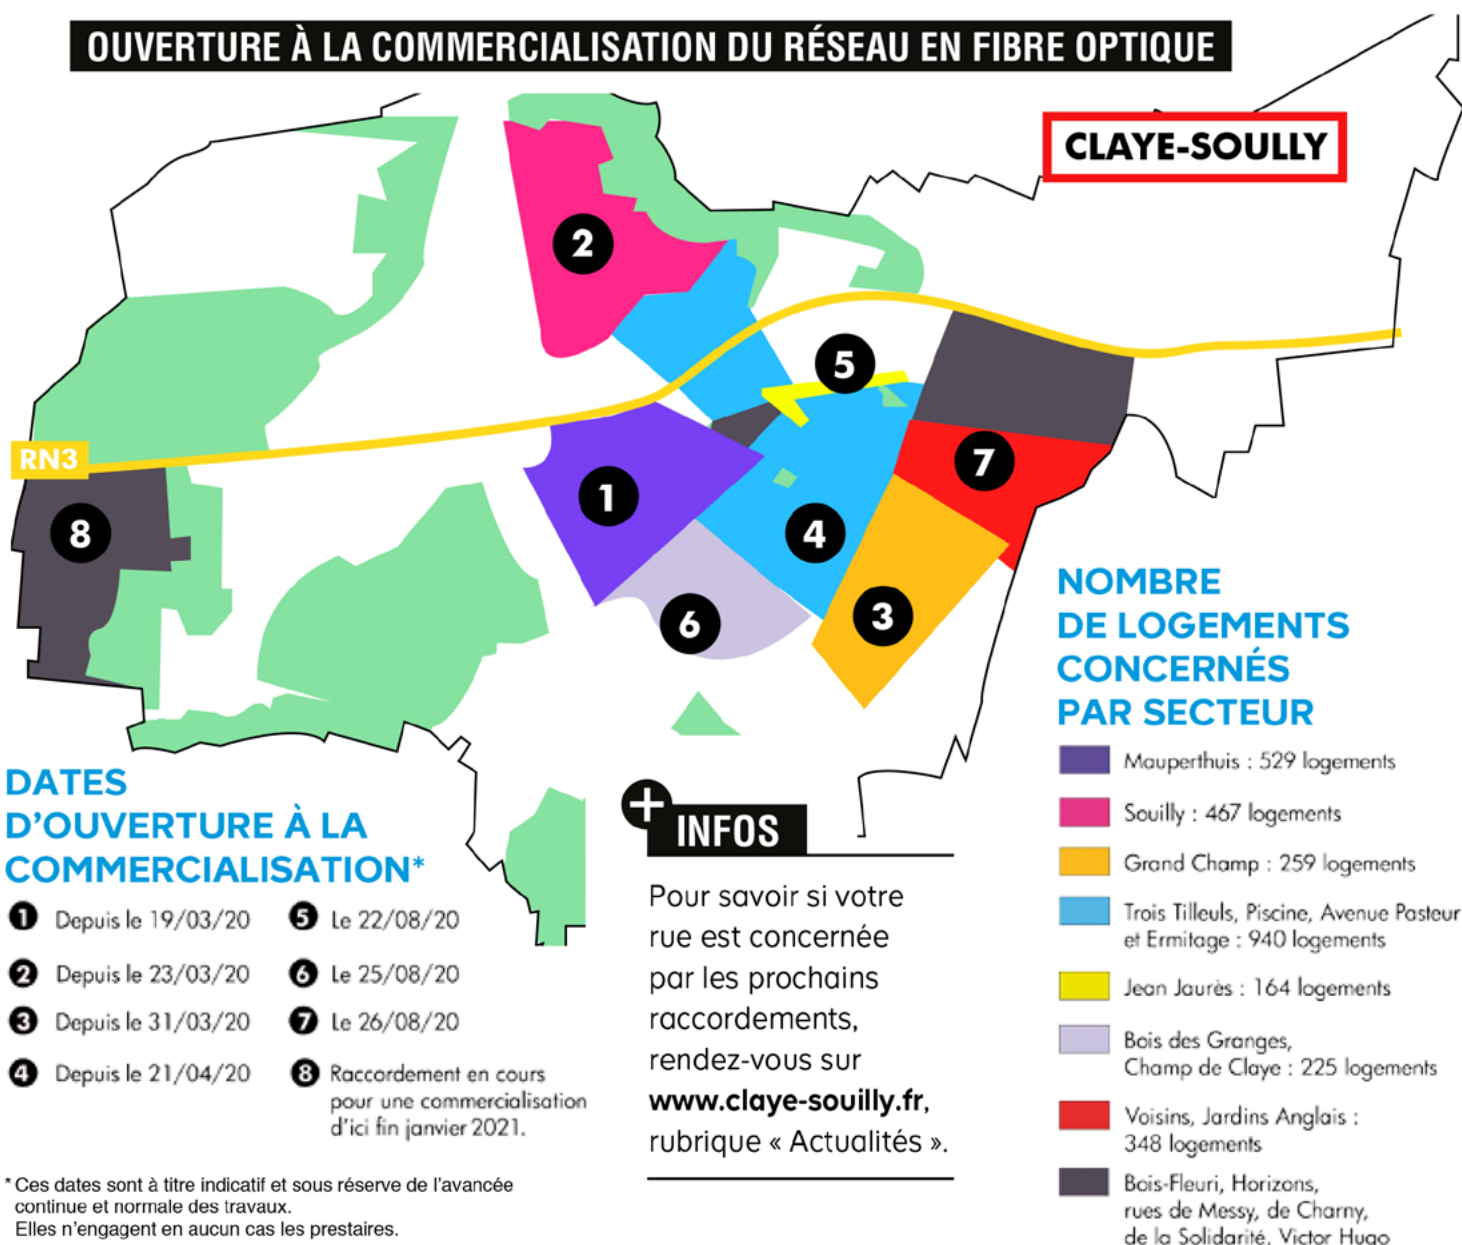 OUVERTURE À LA COMMERCIALISATION DU RÉSEAU EN FIBRE OPTIQUE
CLAYE-SOULLY
2
5
RN3
7
1
8
4
3
6
NOMBRE
DE LOGEMENTS
CONCERNÉS
PAR SECTEUR
Mauperthuis : 529 logements
Souilly : 467 logements
Grand Champ : 259 logements
Trois Tilleuls, Piscine, Avenue Pasteur
et Ermitage : 940 logements
Jean Jaurès : 164 logements
Bois des Granges,
Champ de Claye : 225 logements
Voisins, Jardins Anglais :
348 logements
Bois-Fleuri, Horizons,
rues de Messy, de Charny,
de la Solidarité, Victor Hugo
DATES
D'OUVERTURE À LA
COMMERCIALISATION*
1 Depuis le 19/03/20
2 Depuis le 23/03/20
3 Depuis le 31/03/20
4 Depuis le 21/04/20
5 Le 22/08/20
6 Le 25/08/20
7 Le 26/08/20
8 Raccordement en cours
pour une commercialisation
d'ici fin janvier 2021.
* Ces dates sont à titre indicatif et sous réserve de l'avancée
continue et normale des travaux.
Elles n'engagent en aucun cas les prestaires.
+ INFOS
Pour savoir si votre
rue est concernée
par les prochains
raccordements,
rendez-vous sur
www.claye-souilly.fr,
rubrique « Actualités ».